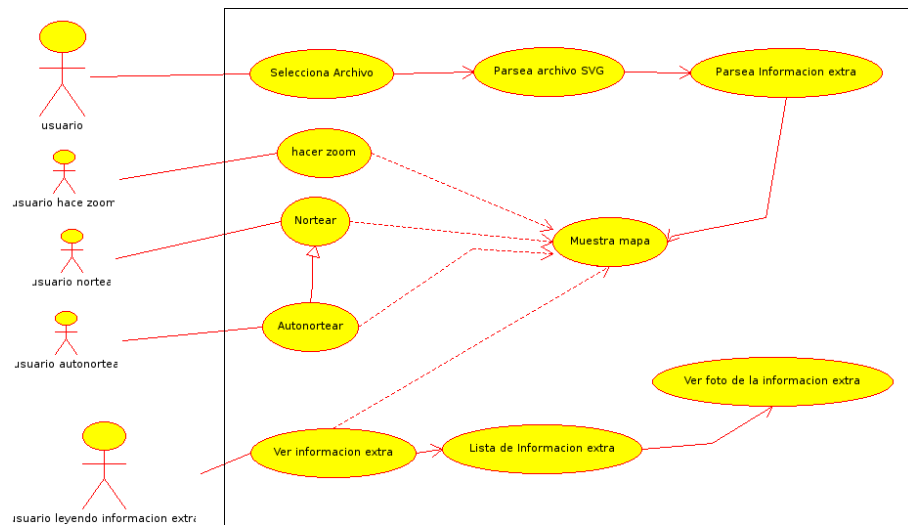 Selecciona Archivo
Parsea archivo SVG
Parsea Informacion extra
usuario
hacer zoom
usuario hace zoom
Nortear
Muestra mapa
usuario nortea
Autonortear
usuario autonortea
Ver foto de la informacion extra
Ver informacion extra
Lista de Informacion extra
usuario leyendo informacion extra